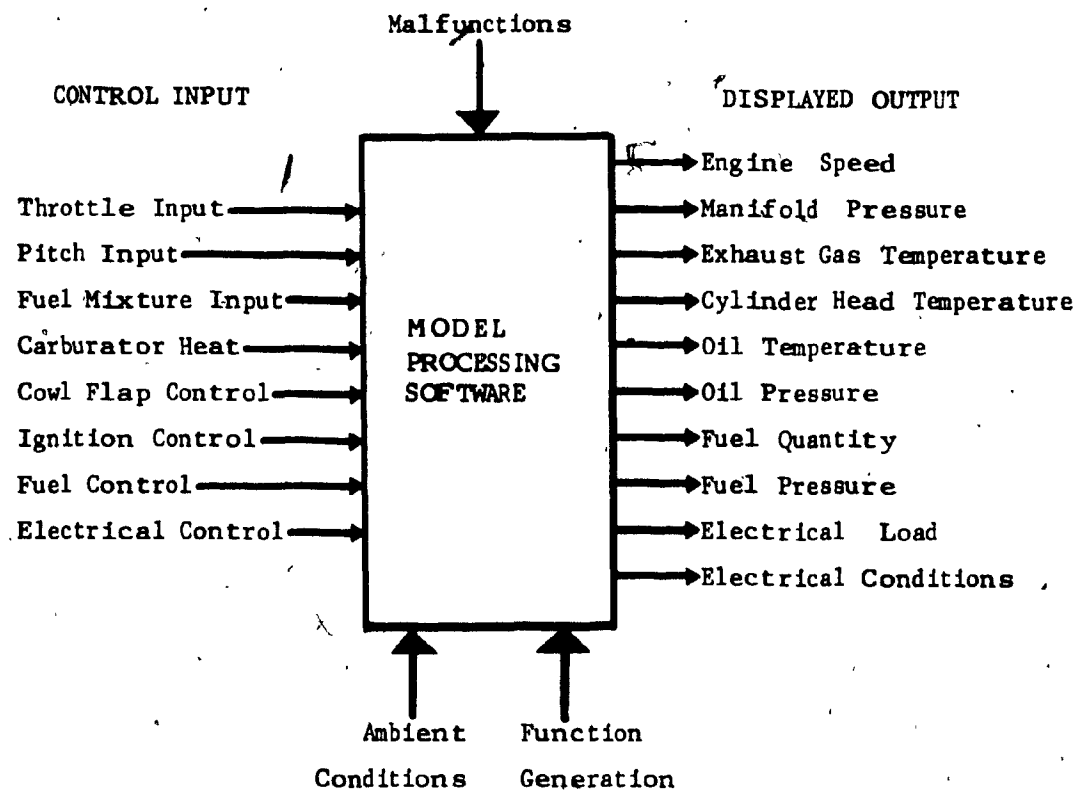 Malfunctions
CONTROL INPUT
DISPLAYED OUTPUT
Throttle Input
Pitch Input
Fuel Mixture Input
Carburator Heat
Cowl Flap Control
Ignition Control
Fuel Control
Electrical Control
MODEL
PROCESSING
SOFTWARE
Engine Speed
Manifold Pressure
Exhaust Gas Temperature
Cylinder Head Temperature
Oil Temperature
Oil Pressure
Fuel Quantity
Fuel Pressure
Electrical Load
Electrical Conditions
Ambient
Conditions
Function
Generation